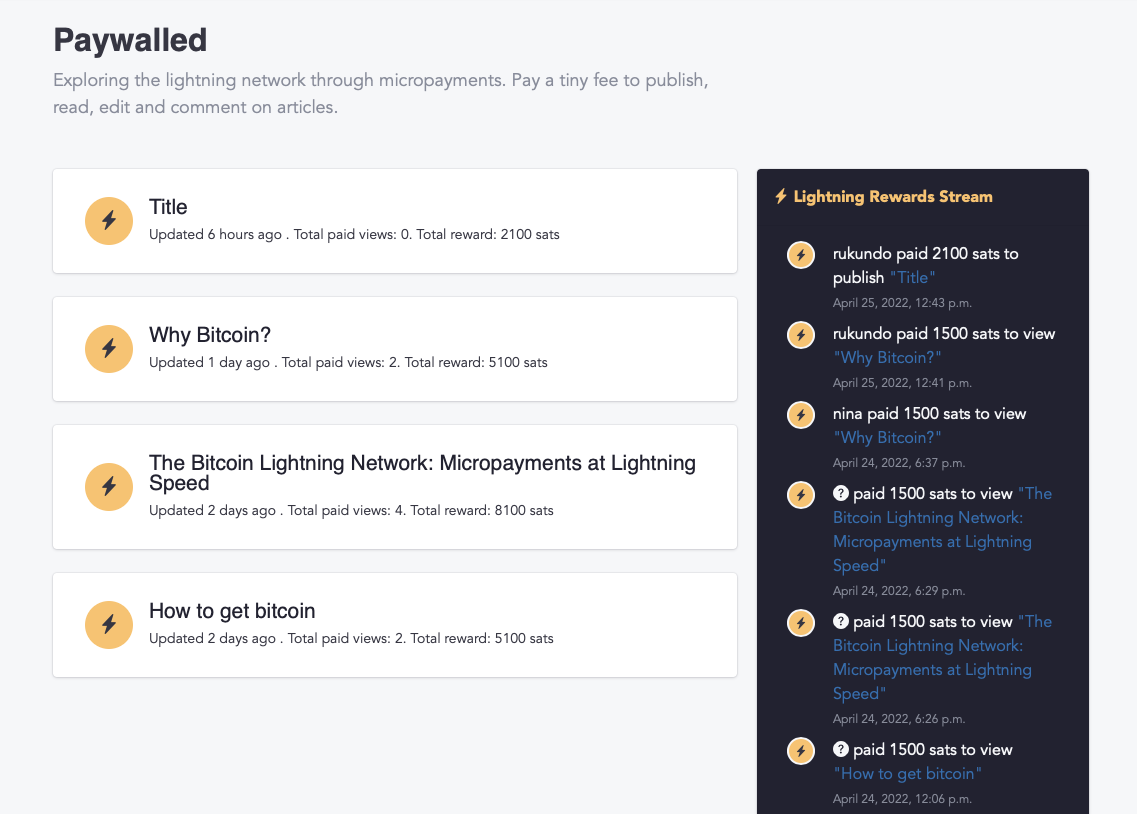 Paywalled
Exploring the lightning network through micropayments. Pay a tiny fee to publish,
read, edit and comment on articles.
Title
Updated 6 hours ago . Total paid views: 0. Total reward: 2100 sats
Why Bitcoin?
Updated 1 day ago . Total paid views: 2. Total reward: 5100 sats
The Bitcoin Lightning Network: Micropayments at Lightning
Speed
Updated 2 days ago . Total paid views: 4. Total reward: 8100 sats
How to get bitcoin
Updated 2 days ago . Total paid views: 2. Total reward: 5100 sats
Lightning Rewards Stream
rukundo paid 2100 sats to
publish "Title"
April 25, 2022, 12:43 p.m.
rukundo paid 1500 sats to view
"Why Bitcoin?"
April 25, 2022, 12:41 p.m.
nina paid 1500 sats to view
"Why Bitcoin?"
April 24, 2022, 6:37 p.m.
? paid 1500 sats to view "The
Bitcoin Lightning Network:
Micropayments at Lightning
Speed"
April 24, 2022, 6:29 p.m.
? paid 1500 sats to view "The
Bitcoin Lightning Network:
Micropayments at Lightning
Speed"
April 24, 2022, 6:26 p.m.
? paid 1500 sats to view
"How to get bitcoin"
April 24, 2022, 12:06 p.m.